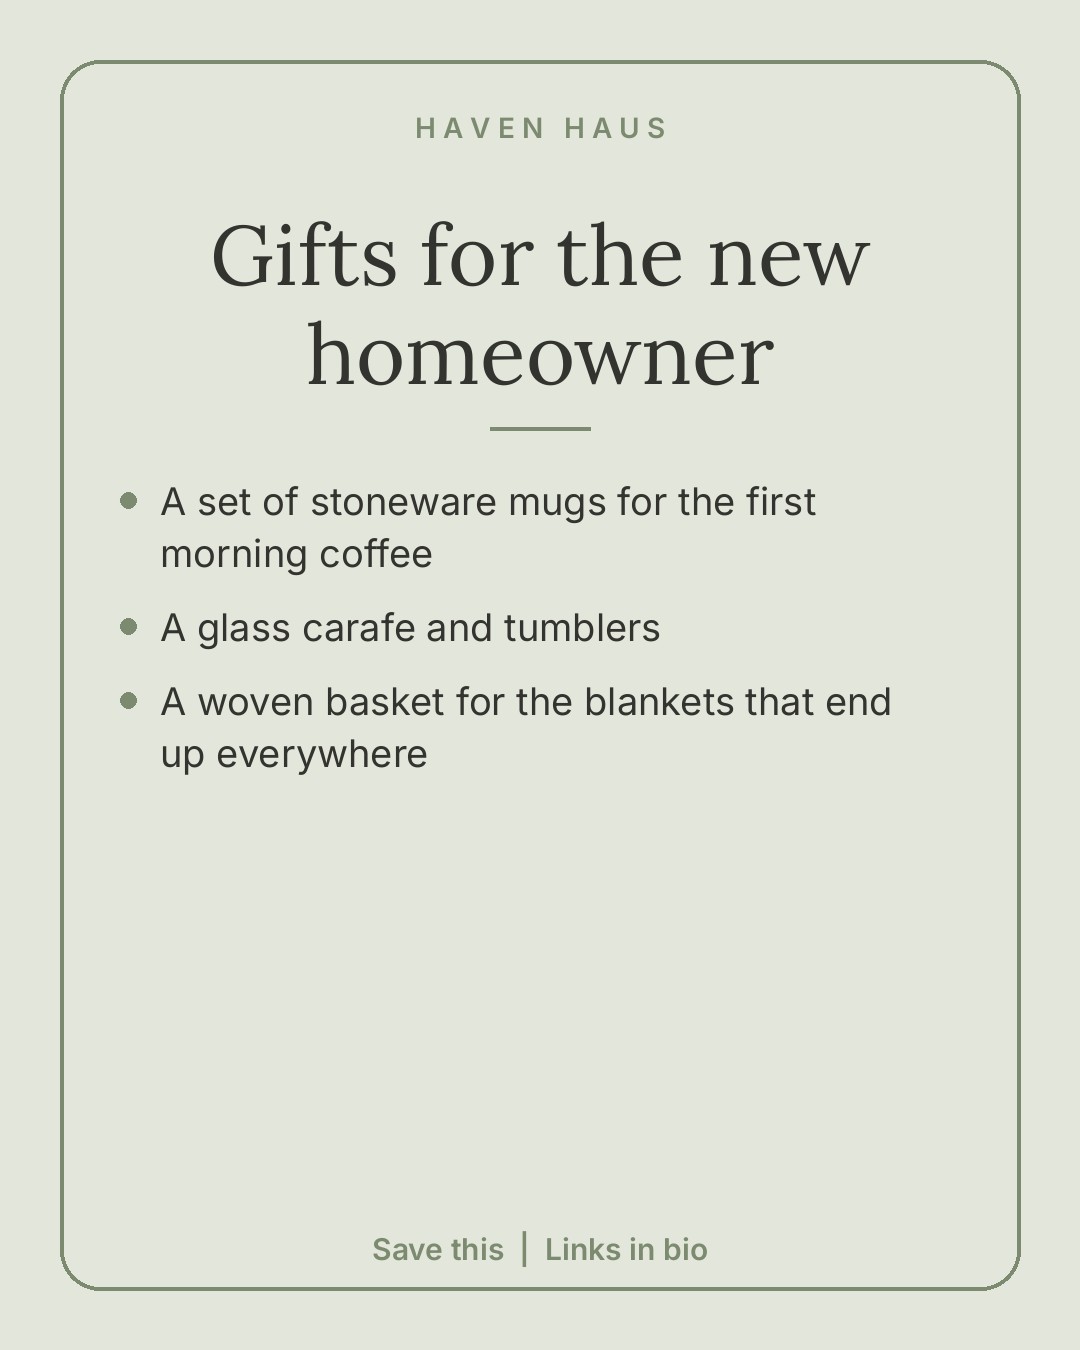 HAVEN HAUS
Gifts for the new
homeowner
A set of stoneware mugs for the first
morning coffee
A glass carafe and tumblers
A woven basket for the blankets that end
up everywhere
Save this | Links in bio